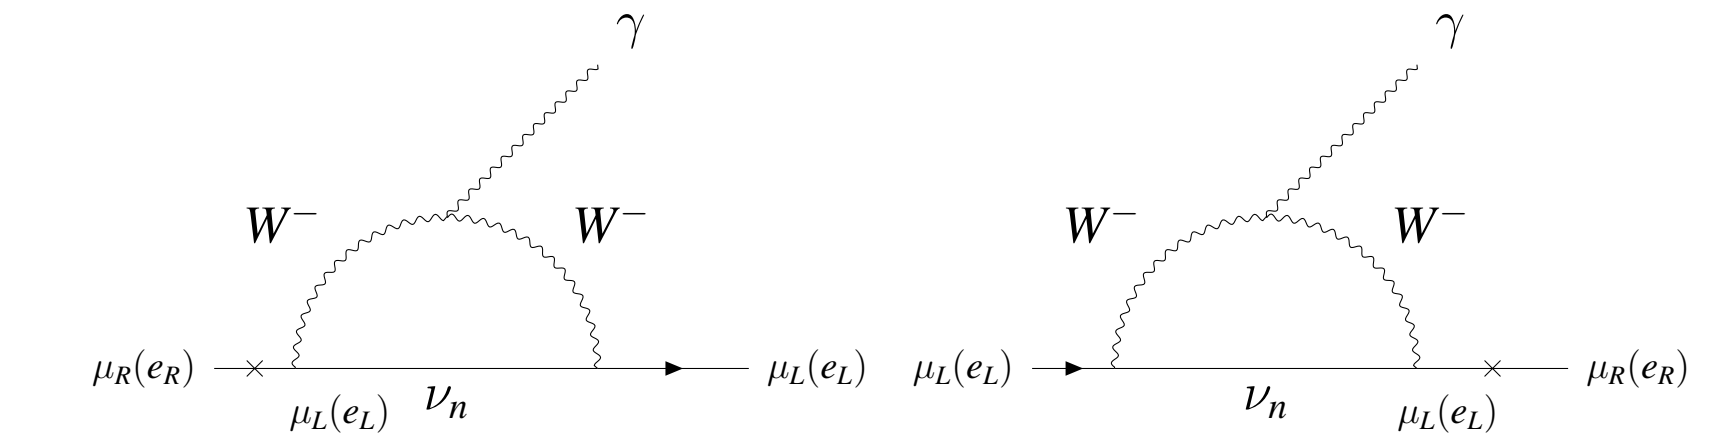 γ γ
W⁻ W⁻ W⁻ W⁻
μ_R(e_R) μ_L(e_L) μ_L(e_L) μ_R(e_R)
μ_L(e_L) ν_n ν_n μ_L(e_L)